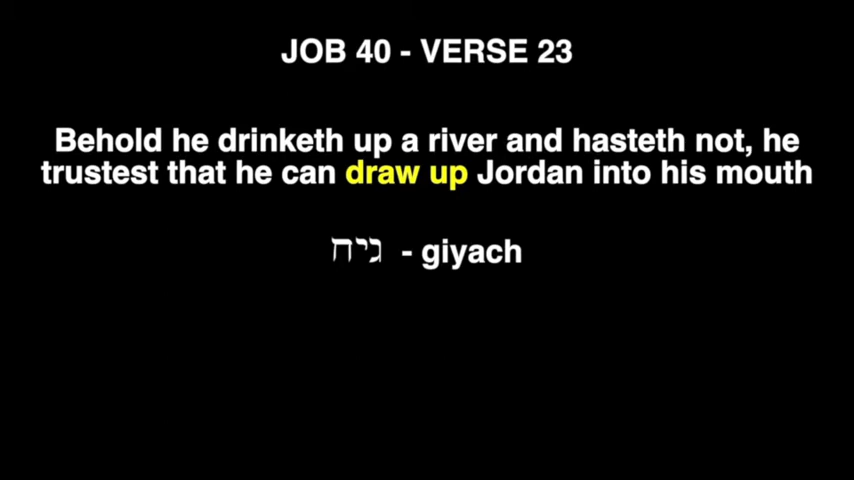 JOB 40 - VERSE 23
Behold he drinketh up a river and hasteth not, he
trustest that he can draw up Jordan into his mouth
גיח - giyach